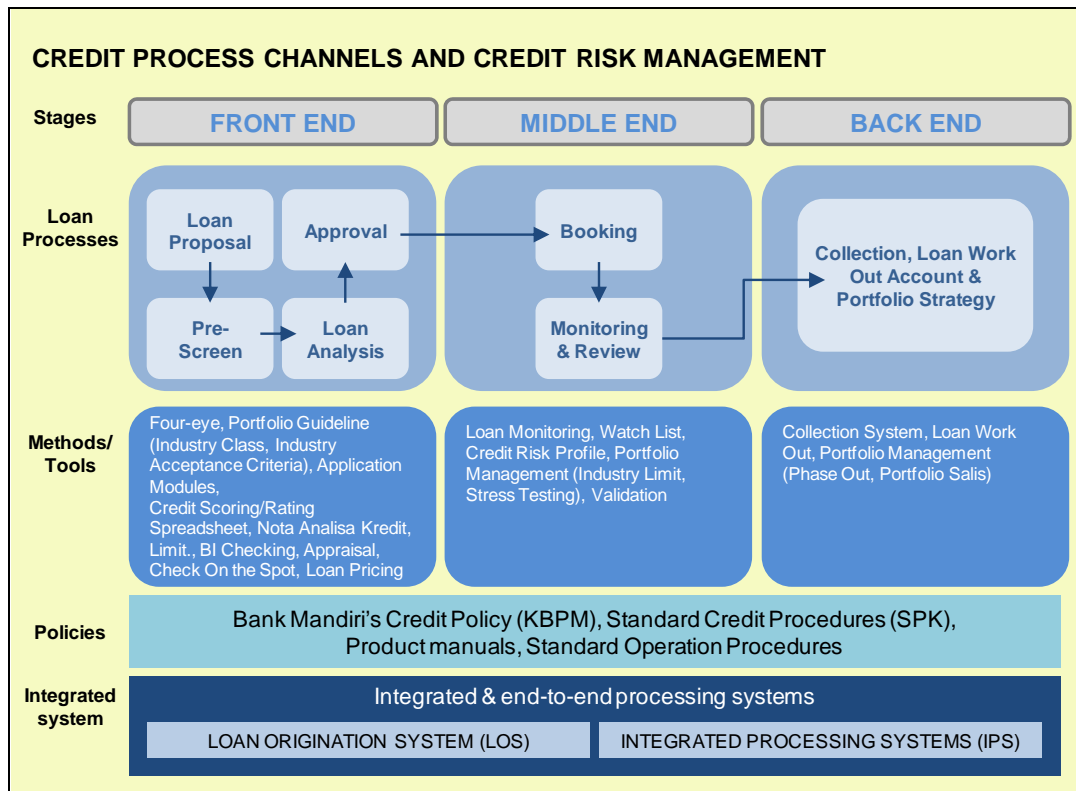 CREDIT PROCESS CHANNELS AND CREDIT RISK MANAGEMENT
Stages
FRONT END
MIDDLE END
BACK END
Loan
Processes
Loan
Proposal
Approval
Pre-
Screen
Loan
Analysis
Booking
Monitoring
& Review
Collection, Loan Work
Out Account &
Portfolio Strategy
Methods/
Tools
Four-eye, Portfolio Guideline
(Industry Class, Industry
Acceptance Criteria), Application
Modules,
Credit Scoring/Rating
Spreadsheet, Nota Analisa Kredit,
Limit., BI Checking, Appraisal,
Check On the Spot, Loan Pricing
Loan Monitoring, Watch List,
Credit Risk Profile, Portfolio
Management (Industry Limit,
Stress Testing), Validation
Collection System, Loan Work
Out, Portfolio Management
(Phase Out, Portfolio Salis)
Policies
Bank Mandiri's Credit Policy (KBPM), Standard Credit Procedures (SPK),
Product manuals, Standard Operation Procedures
Integrated
system
Integrated & end-to-end processing systems
LOAN ORIGINATION SYSTEM (LOS)
INTEGRATED PROCESSING SYSTEMS (IPS)